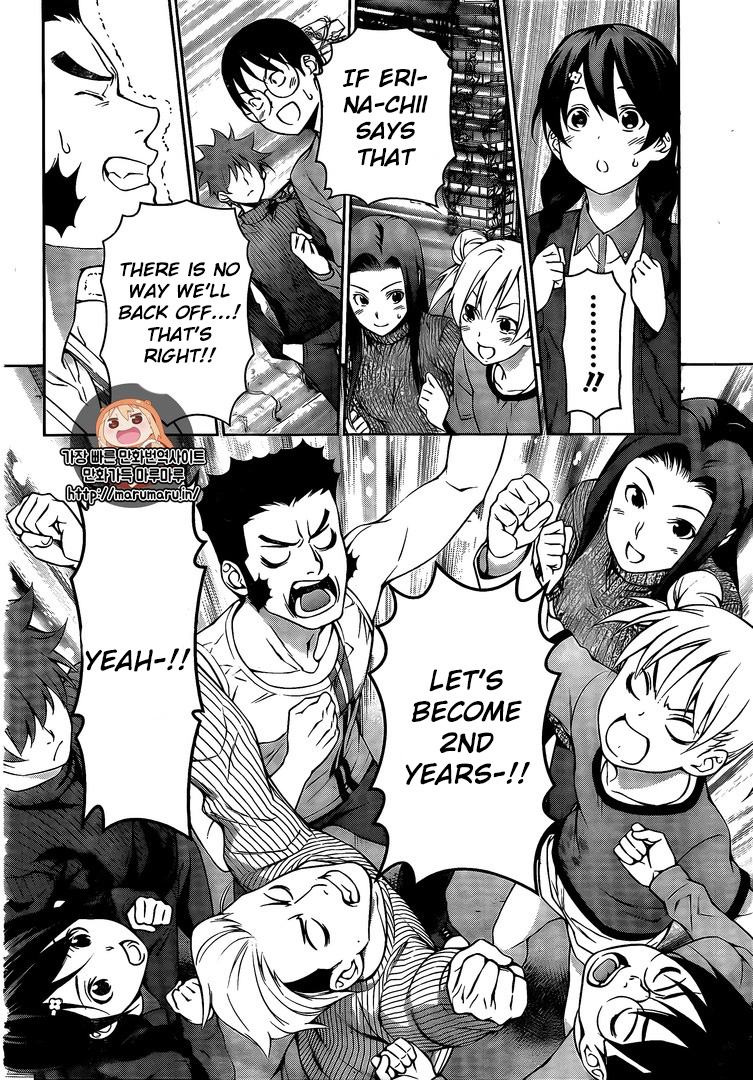 .......!!
IF ERI-
NA-CHII
SAYS
THAT
THERE IS NO
WAY WE'LL
BACK OFF...!
THAT'S
RIGHT!!
가장 빠른 만화번역사이트
만화가득 마루마루
http://marumaru.in/
LET'S
BECOME
2ND
YEARS-!!
YEAH-!!